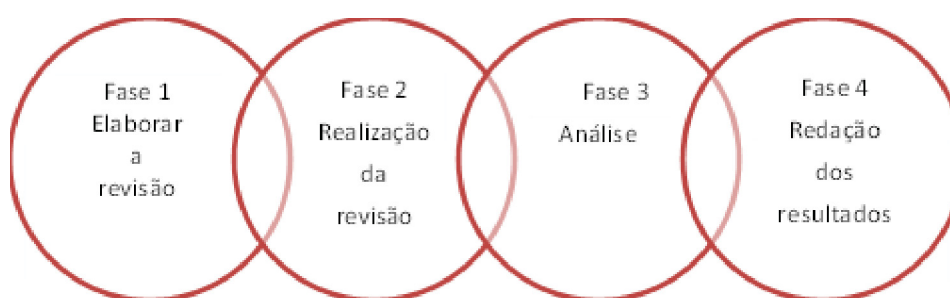 Fase 1
Elaborar
a
revisão
Fase 2
Realização
da
revisão
Fase 3
Análise
Fase 4
Redação
dos
resultados